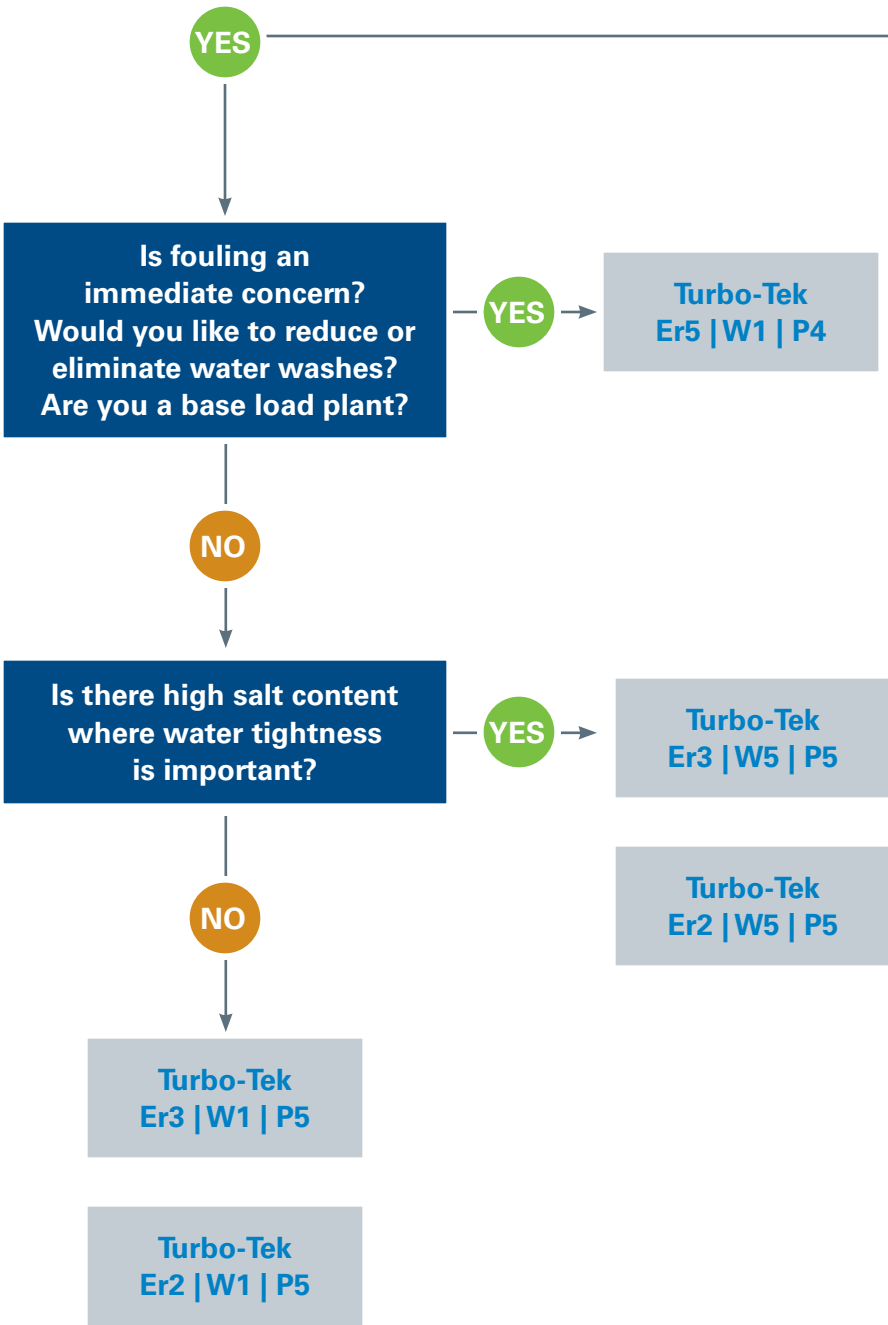 YES
Is fouling an
immediate concern?
Would you like to reduce or
eliminate water washes?
Are you a base load plant?
YES
Turbo-Tek
Er5 | W1 | P4
NO
Is there high salt content
where water tightness
is important?
YES
Turbo-Tek
Er3 | W5 | P5
Turbo-Tek
Er2 | W5 | P5
NO
Turbo-Tek
Er3 | W1 | P5
Turbo-Tek
Er2 | W1 | P5